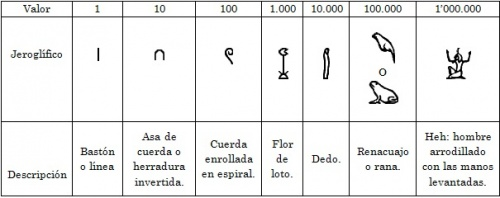 Valor 1 10 100 1.000 10.000 100.000 1'000.000
Jeroglífico
o
Descripción
Bastón
o línea
Asa de
cuerda o
herradura
invertida.
Cuerda
enrollada
en espiral.
Flor
de
loto.
Dedo.
Renacuajo
o rana.
Heh: hombre
arrodillado
con las manos
levantadas.